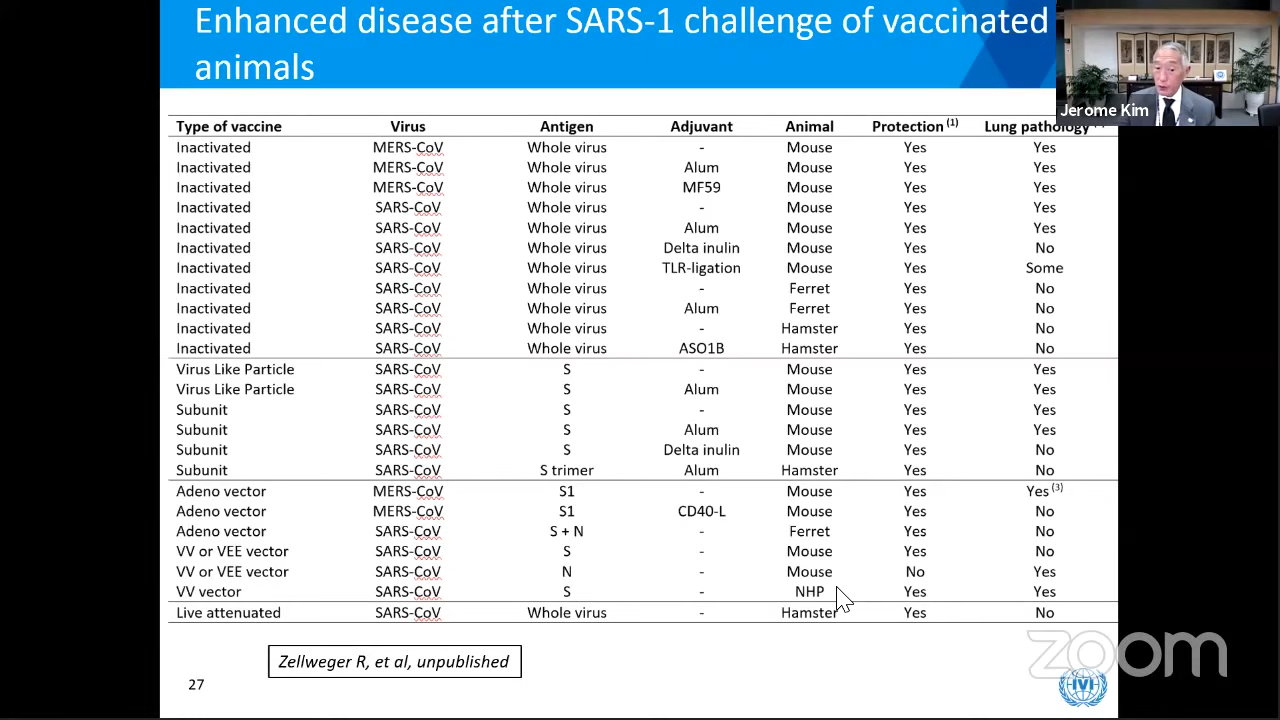 Enhanced disease after SARS-1 challenge of vaccinated
animals
Jerome Kim
Type of vaccine Virus Antigen Adjuvant Animal Protection (1) Lung pathology
Inactivated MERS-CoV Whole virus - Mouse Yes Yes
Inactivated MERS-CoV Whole virus Alum Mouse Yes Yes
Inactivated MERS-CoV Whole virus MF59 Mouse Yes Yes
Inactivated SARS-CoV Whole virus - Mouse Yes Yes
Inactivated SARS-CoV Whole virus Alum Mouse Yes Yes
Inactivated SARS-CoV Whole virus Delta inulin Mouse Yes No
Inactivated SARS-CoV Whole virus TLR-ligation Mouse Yes Some
Inactivated SARS-CoV Whole virus - Ferret Yes No
Inactivated SARS-CoV Whole virus Alum Ferret Yes No
Inactivated SARS-CoV Whole virus - Hamster Yes No
Inactivated SARS-CoV Whole virus ASO1B Hamster Yes No
Virus Like Particle SARS-CoV S - Mouse Yes Yes
Virus Like Particle SARS-CoV S Alum Mouse Yes Yes
Subunit SARS-CoV S - Mouse Yes Yes
Subunit SARS-CoV S Alum Mouse Yes Yes
Subunit SARS-CoV S Delta inulin Mouse Yes No
Subunit SARS-CoV S trimer Alum Hamster Yes No
Adeno vector MERS-CoV S1 - Mouse Yes Yes (3)
Adeno vector MERS-CoV S1 CD40-L Mouse Yes No
Adeno vector SARS-CoV S + N - Ferret Yes No
VV or VEE vector SARS-CoV S - Mouse Yes No
VV or VEE vector SARS-CoV N - Mouse No Yes
VV vector SARS-CoV S - NHP Yes Yes
Live attenuated SARS-CoV Whole virus - Hamster Yes No
Zellweger R, et al, unpublished
27
zoom
IVI